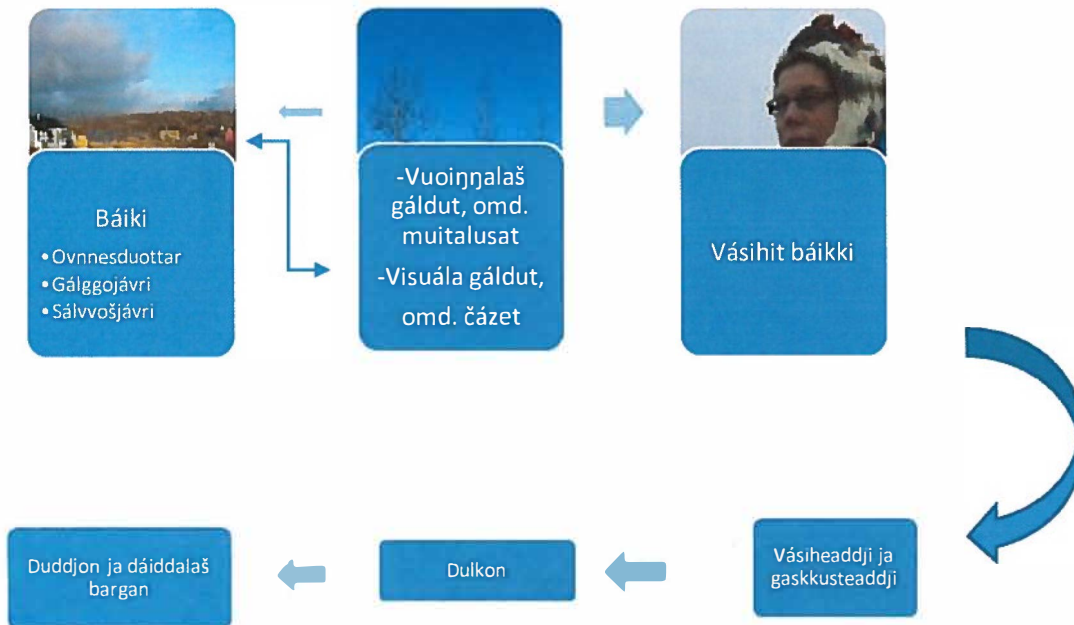 Báiki
•Ovnnesduottar
•Gálggojávri
•Sálvvošjávri
-Vuoiŋŋalaš
gáldut, omd.
muitalusat
-Visuála gáldut,
omd. čázet
Vásihit báikki
Vásiheaddji ja
gaskkusteaddji
Dulkon
Duddjon ja dáiddalaš
bargan